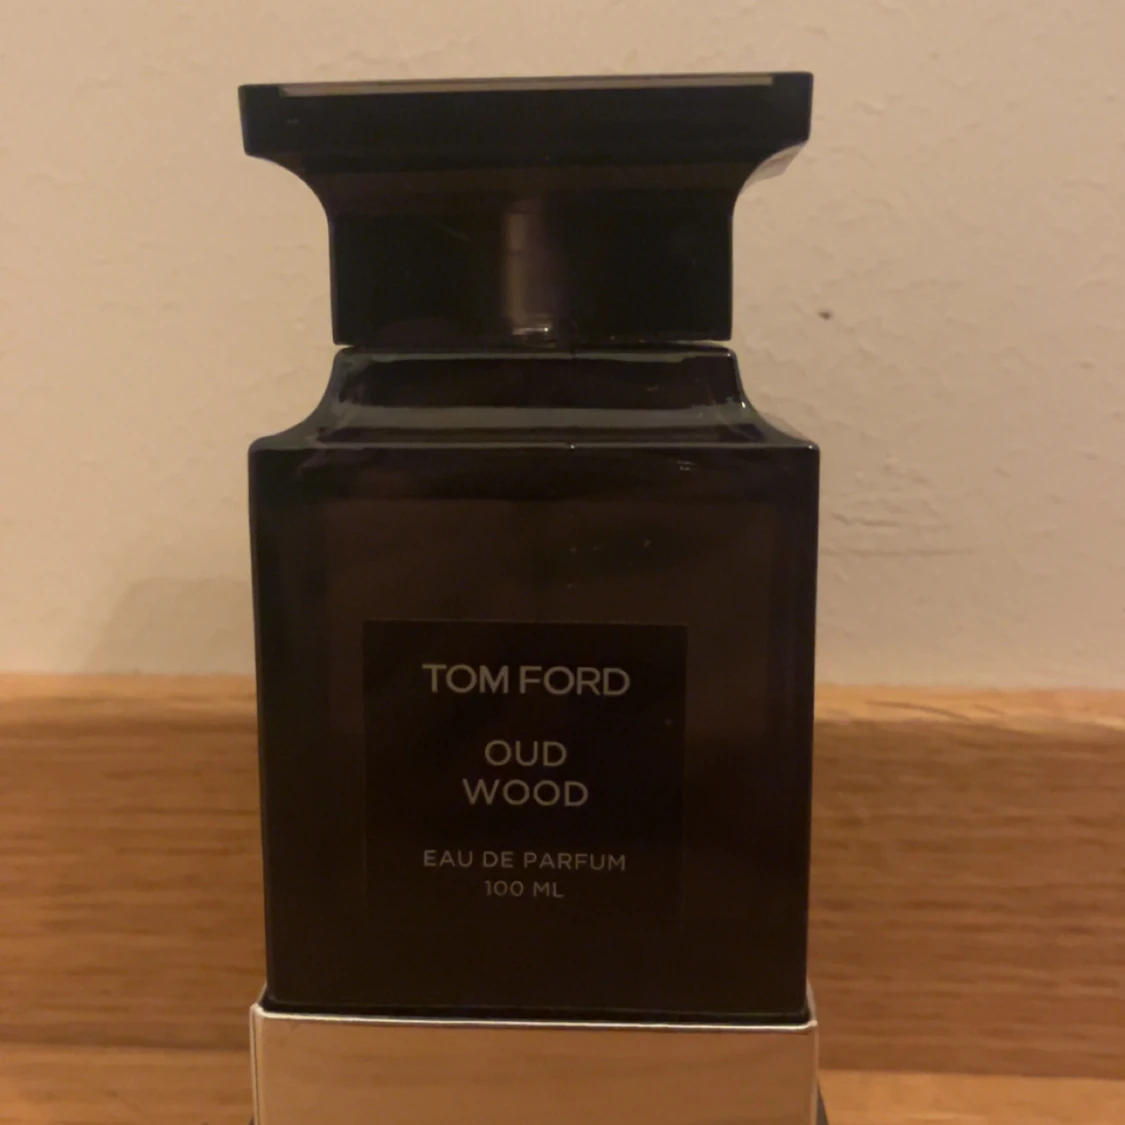 TOM FORD
OUD
WOOD
EAU DE PARFUM
100 ML